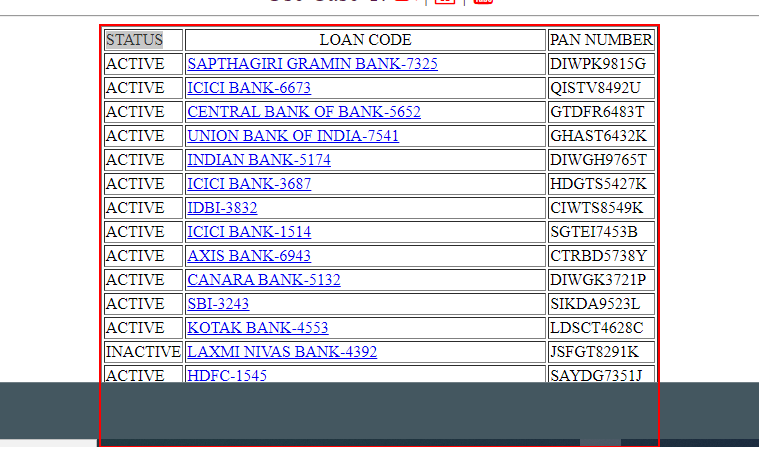 STATUS LOAN CODE PAN NUMBER
ACTIVE SAPTHAGIRI GRAMIN BANK-7325 DIWPK9815G
ACTIVE ICICI BANK-6673 QISTV8492U
ACTIVE CENTRAL BANK OF BANK-5652 GTDFR6483T
ACTIVE UNION BANK OF INDIA-7541 GHAST6432K
ACTIVE INDIAN BANK-5174 DIWGH9765T
ACTIVE ICICI BANK-3687 HDGTS5427K
ACTIVE IDBI-3832 CIWTS8549K
ACTIVE ICICI BANK-1514 SGTEI7453B
ACTIVE AXIS BANK-6943 CTRBD5738Y
ACTIVE CANARA BANK-5132 DIWGK3721P
ACTIVE SBI-3243 SIKDA9523L
ACTIVE KOTAK BANK-4553 LDSCT4628C
INACTIVE LAXMI NIVAS BANK-4392 JSFGT8291K
ACTIVE HDFC-1545 SAYDG7351J